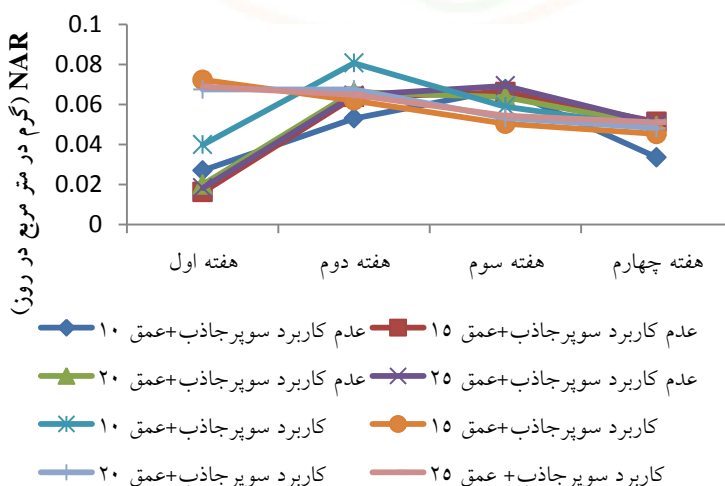 NAR (گرم در متر مربع در روز)
0.1
0.08
0.06
0.04
0.02
0
هفته اول
هفته دوم
هفته سوم
هفته چهارم
عدم کاربرد سوپرجاذب+عمق ۱۰
عدم کاربرد سوپرجاذب+عمق ۱۵
عدم کاربرد سوپرجاذب+عمق ۲۰
عدم کاربرد سوپرجاذب+عمق ۲۵
کاربرد سوپرجاذب+عمق ۱۰
کاربرد سوپرجاذب+عمق ۱۵
کاربرد سوپرجاذب+عمق ۲۰
کاربرد سوپرجاذب+ عمق ۲۵